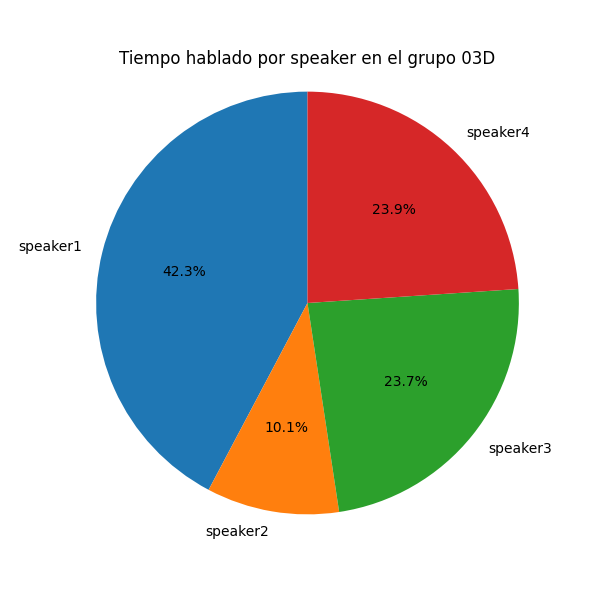 Tiempo hablado por speaker en el grupo 03D
speaker4
23.9%
speaker1
42.3%
23.7%
10.1%
speaker3
speaker2